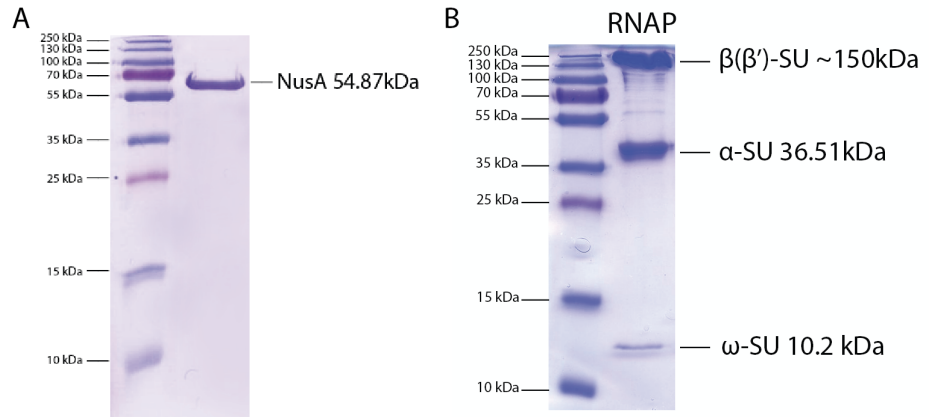 A
250 kDa
130 kDa
100 kDa
70 kDa
55 kDa
35 kDa
25 kDa
15 kDa
10 kDa
NusA 54.87kDa
B
RNAP
250 kDa
130 kDa
100 kDa
70 kDa
55 kDa
35 kDa
25 kDa
15 kDa
10 kDa
β(β′)-SU ~150kDa
α-SU 36.51kDa
ω-SU 10.2 kDa